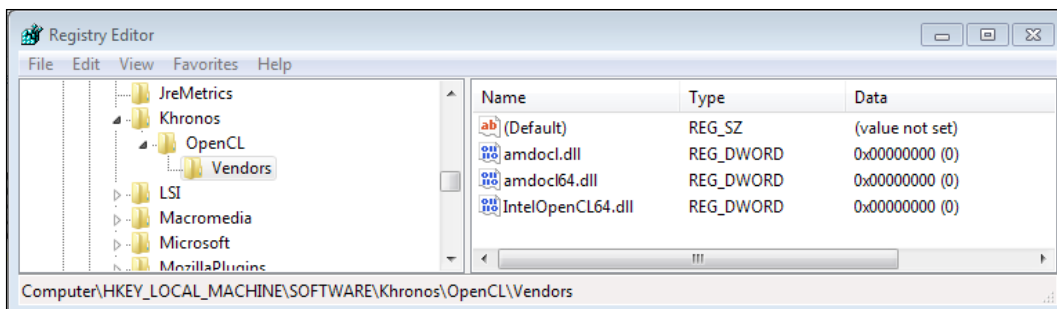 Registry Editor
File Edit View Favorites Help
JreMetrics
Khronos
OpenCL
Vendors
LSI
Macromedia
Microsoft
MozillaPlugins
Name Type Data
ab (Default) REG_SZ (value not set)
amdocl.dll REG_DWORD 0x00000000 (0)
amdocl64.dll REG_DWORD 0x00000000 (0)
IntelOpenCL64.dll REG_DWORD 0x00000000 (0)
Computer\HKEY_LOCAL_MACHINE\SOFTWARE\Khronos\OpenCL\Vendors